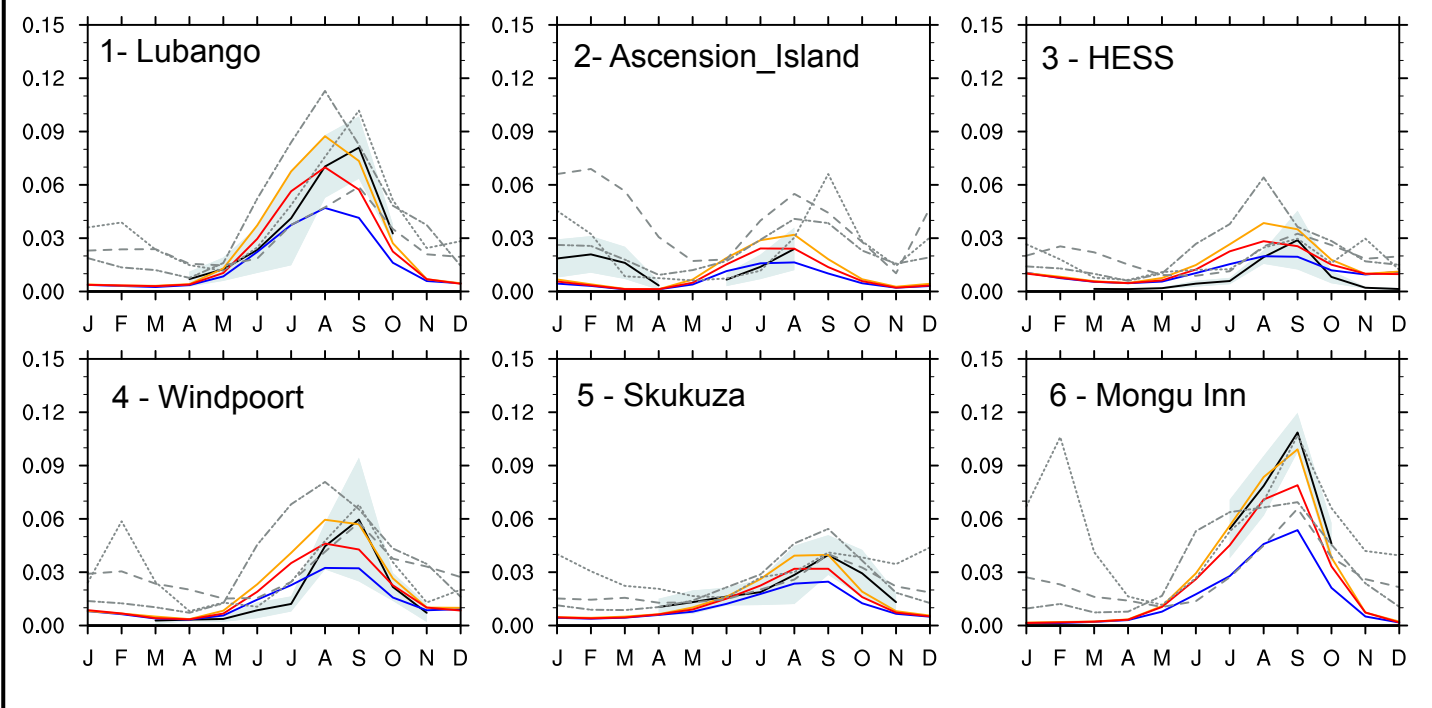 0.15 0.15 0.15
1- Lubango 2- Ascension_Island 3 - HESS
0.12 0.12 0.12
0.09 0.09 0.09
0.06 0.06 0.06
0.03 0.03 0.03
0.00 0.00 0.00
J F M A M J J A S O N D J F M A M J J A S O N D J F M A M J J A S O N D
0.15 0.15 0.15
4 - Windpoort 5 - Skukuza 6 - Mongu Inn
0.12 0.12 0.12
0.09 0.09 0.09
0.06 0.06 0.06
0.03 0.03 0.03
0.00 0.00 0.00
J F M A M J J A S O N D J F M A M J J A S O N D J F M A M J J A S O N D